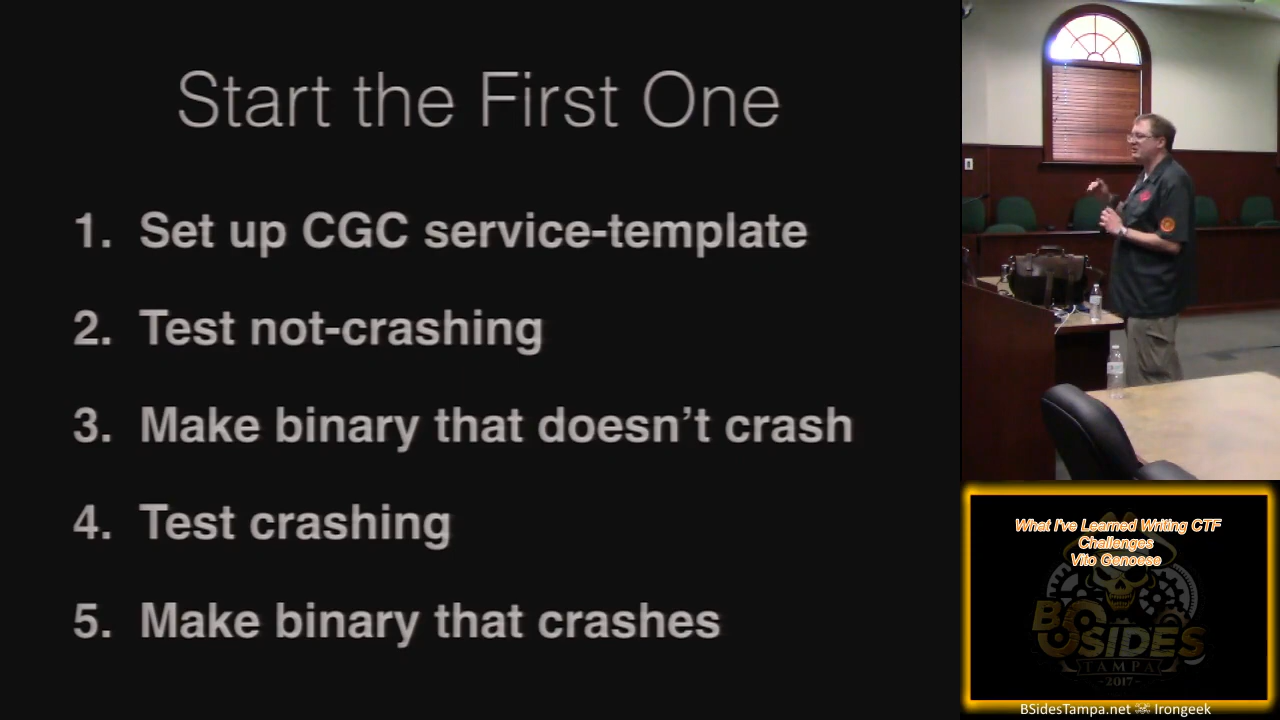 Start the First One
1. Set up CGC service-template
2. Test not-crashing
3. Make binary that doesn’t crash
4. Test crashing
5. Make binary that crashes
What I've Learned Writing CTF
Challenges
Vito Genoese
BSIDES
TAMPA
-2017-
BSidesTampa.net ☠ Irongeek